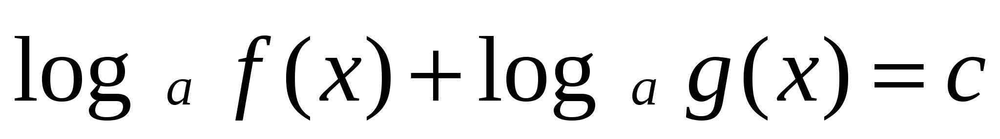 log a f(x) + log a g(x) = c